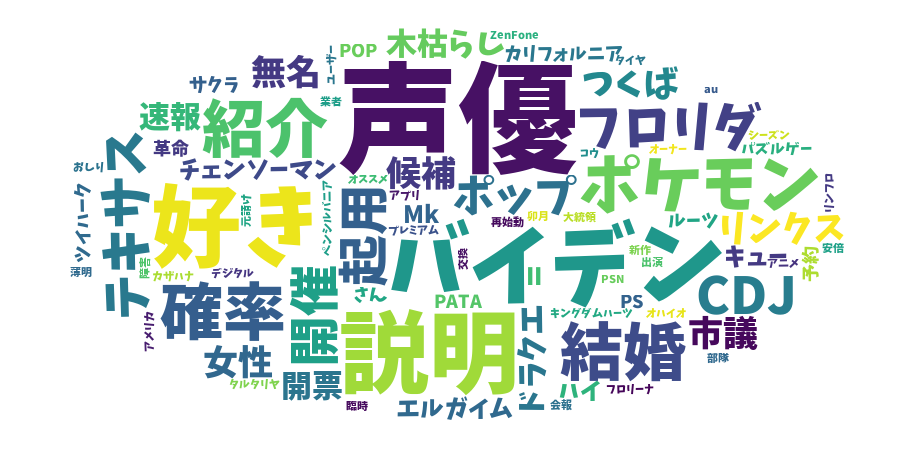 ZenFone
木枯らし
POP
カリフォルニア
タイヤ
ユーザー
無名
声優
つくば
サクラ
au
業者
速報
紹介
フロリダ
シーズン
革命
オーナー
パズルゲー
コウ
おしり
テキサス
チェンソーマン
候補
ポケモン
オススメ
アプリ
ポップ
好き
ペンシルバニア
元請け
起用
Mk
プレミアム
再始動
卯月
大統領
ルーツ
リンクス
リンフロ
ツイハーク
バイデン
新作
出演
キュー
アニメ
安倍
予約
薄明
障害
カザハナ
デジタル
交換
II
PSN
確率
開催
さん
PATA
PS
CDJ
キングダムハーツ
オハイオ
アメリカ
説明
ドラクエ
結婚
市議
女性
部隊
タルタリヤ
開票
ハイ
フロリーナ
臨時
エルガイム
会報